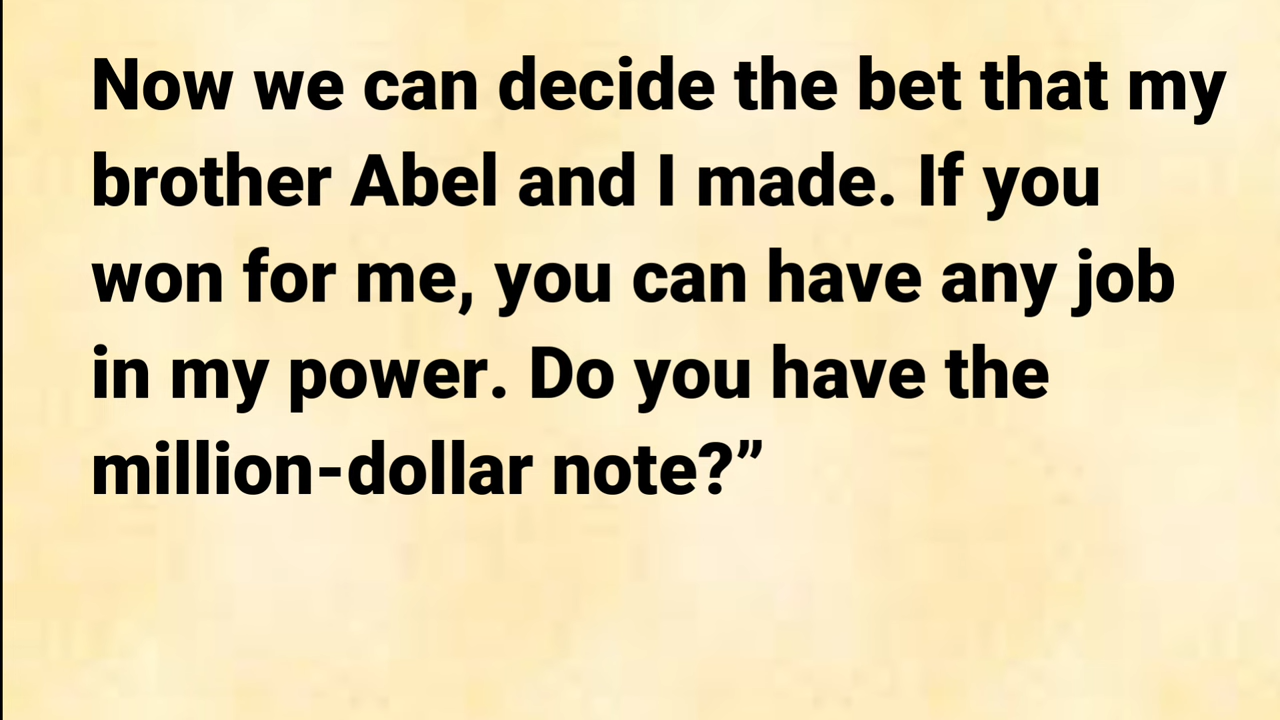 Now we can decide the bet that my
brother Abel and I made. If you
won for me, you can have any job
in my power. Do you have the
million-dollar note?”